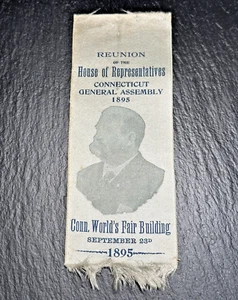 REUNION
OF THE
House of Representatives
CONNECTICUT
GENERAL ASSEMBLY
1895
Conn. World's Fair Building
SEPTEMBER 23D
1895